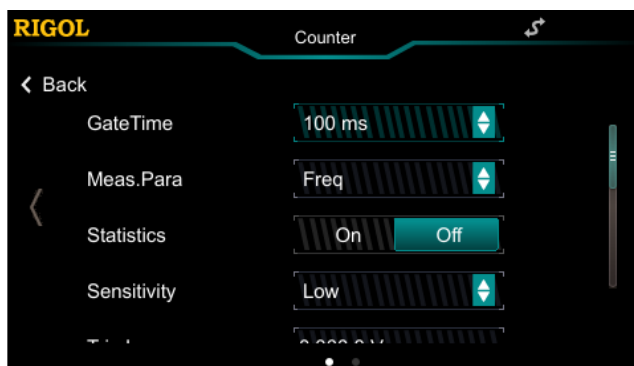 RIGOL
Counter
Back
GateTime 100 ms
Meas.Para Freq
Statistics On Off
Sensitivity Low